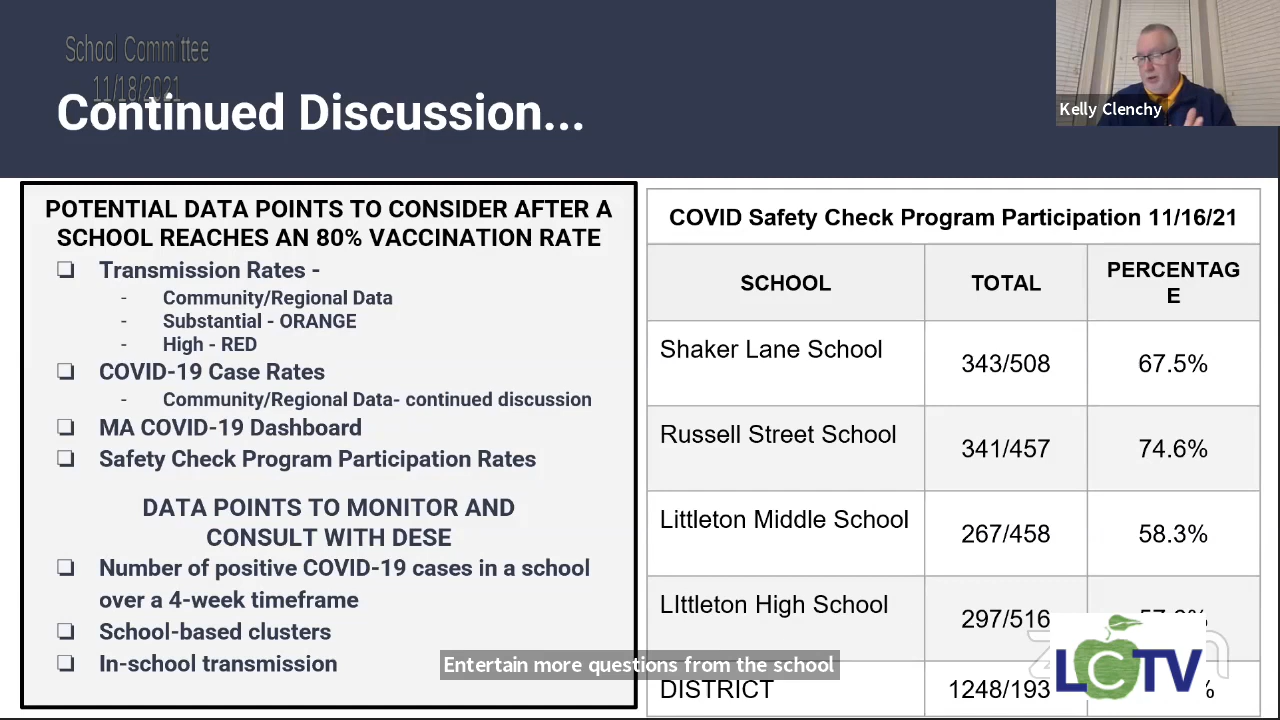 School Committee
11/18/2021
Continued Discussion...
Kelly Clenchy
POTENTIAL DATA POINTS TO CONSIDER AFTER A
SCHOOL REACHES AN 80% VACCINATION RATE
❏ Transmission Rates -
- Community/Regional Data
- Substantial - ORANGE
- High - RED
❏ COVID-19 Case Rates
- Community/Regional Data- continued discussion
❏ MA COVID-19 Dashboard
❏ Safety Check Program Participation Rates
DATA POINTS TO MONITOR AND
CONSULT WITH DESE
❏ Number of positive COVID-19 cases in a school
over a 4-week timeframe
❏ School-based clusters
❏ In-school transmission
COVID Safety Check Program Participation 11/16/21
SCHOOL TOTAL PERCENTAG
E
Shaker Lane School 343/508 67.5%
Russell Street School 341/457 74.6%
Littleton Middle School 267/458 58.3%
LIttleton High School 297/516
DISTRICT 1248/193 %
LCTV
Entertain more questions from the school